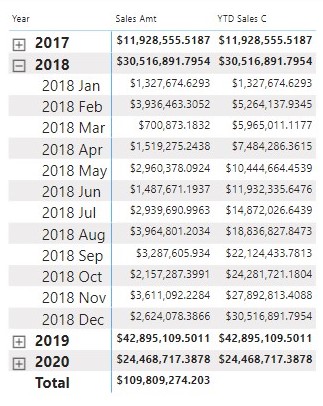 Year Sales Amt YTD Sales C
2017 $11,928,555.5187 $11,928,555.5187
2018 $30,516,891.7954 $30,516,891.7954
2018 Jan $1,327,674.6293 $1,327,674.6293
2018 Feb $3,936,463.3052 $5,264,137.9345
2018 Mar $700,873.1832 $5,965,011.1177
2018 Apr $1,519,275.2438 $7,484,286.3615
2018 May $2,960,378.0924 $10,444,664.4539
2018 Jun $1,487,671.1937 $11,932,335.6476
2018 Jul $2,939,690.9963 $14,872,026.6439
2018 Aug $3,964,801.2034 $18,836,827.8473
2018 Sep $3,287,605.934 $22,124,433.7813
2018 Oct $2,157,287.3991 $24,281,721.1804
2018 Nov $3,611,092.2284 $27,892,813.4088
2018 Dec $2,624,078.3866 $30,516,891.7954
2019 $42,895,109.5011 $42,895,109.5011
2020 $24,468,717.3878 $24,468,717.3878
Total $109,809,274.203